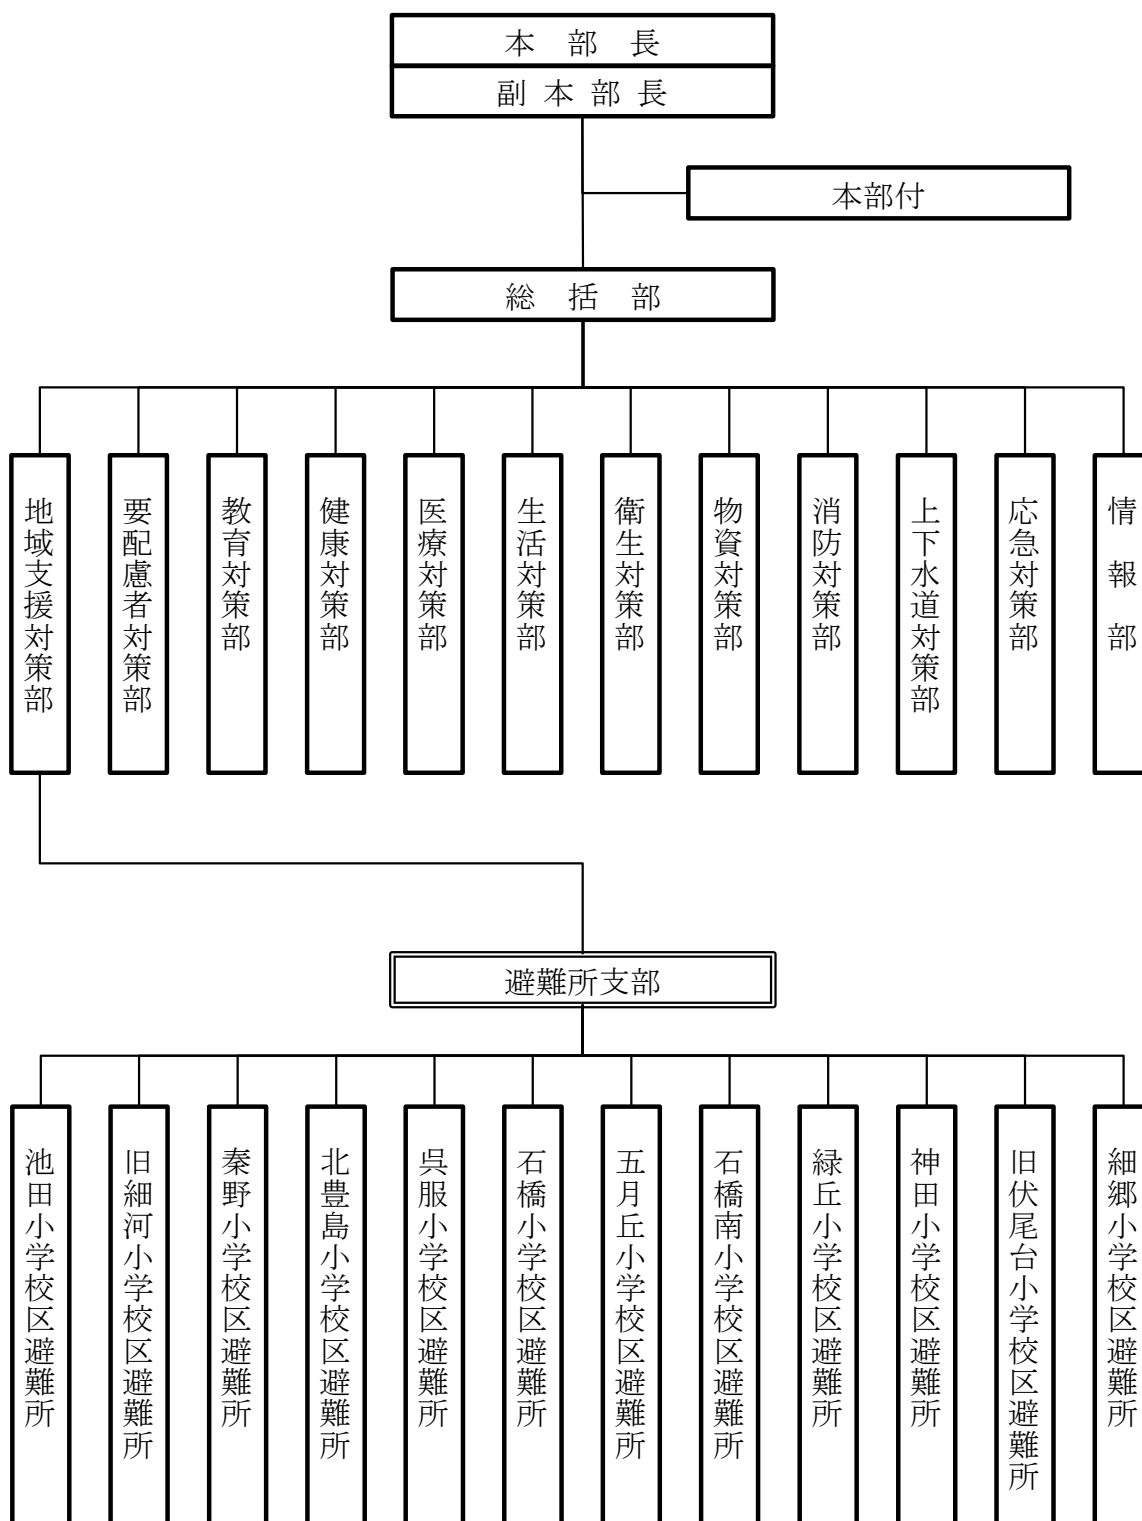 本部長
副本部長
本部付
総括部
地域支援対策部
要配慮者対策部
教育対策部
健康対策部
医療対策部
生活対策部
衛生対策部
物資対策部
消防対策部
上下水道対策部
応急対策部
情報部
避難所支部
池田小学校区避難所
旧細河小学校区避難所
秦野小学校区避難所
北豊島小学校区避難所
呉服小学校区避難所
石橋小学校区避難所
五月丘小学校区避難所
石橋南小学校区避難所
緑丘小学校区避難所
神田小学校区避難所
旧伏尾台小学校区避難所
細郷小学校区避難所